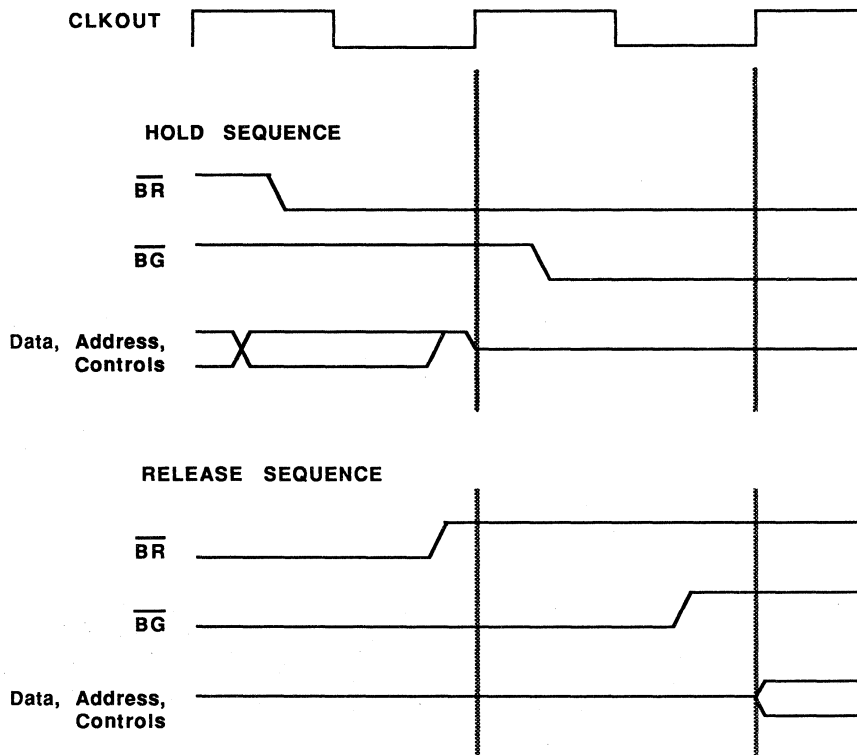 CLKOUT
HOLD SEQUENCE
BR
BG
Data, Address,
Controls
RELEASE SEQUENCE
BR
BG
Data, Address,
Controls